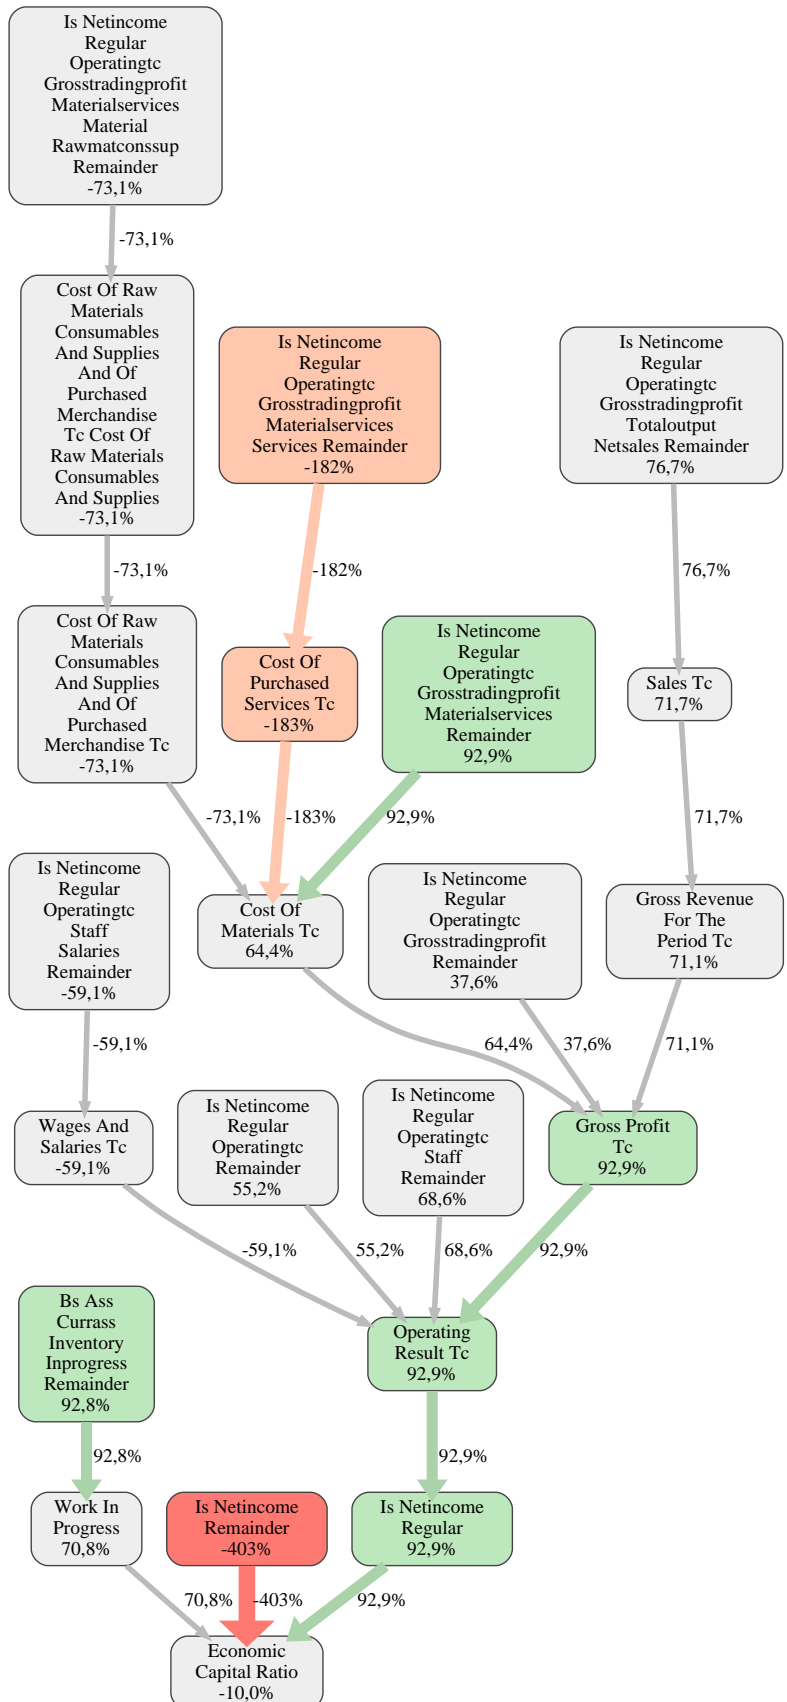 Is Netincome
Regular
Operatingtc
Grosstradingprofit
Materialservices
Material
Rawmatconssup
Remainder
-73,1%
-73,1%
Cost Of Raw
Materials
Consumables
And Supplies
And Of
Purchased
Merchandise
Tc Cost Of
Raw Materials
Consumables
And Supplies
-73,1%
Is Netincome
Regular
Operatingtc
Grosstradingprofit
Materialservices
Services Remainder
-182%
Is Netincome
Regular
Operatingtc
Grosstradingprofit
Totaloutput
Netsales Remainder
76,7%
-73,1%
-182%
76,7%
Cost Of Raw
Materials
Consumables
And Supplies
And Of
Purchased
Merchandise Tc
-73,1%
Cost Of
Purchased
Services Tc
-183%
Is Netincome
Regular
Operatingtc
Grosstradingprofit
Materialservices
Remainder
92,9%
Sales Tc
71,7%
-73,1%
-183%
92,9%
71,7%
Is Netincome
Regular
Operatingtc
Staff
Salaries
Remainder
-59,1%
Cost Of
Materials Tc
64,4%
Is Netincome
Regular
Operatingtc
Grosstradingprofit
Remainder
37,6%
Gross Revenue
For The
Period Tc
71,1%
-59,1%
64,4%
37,6%
71,1%
Wages And
Salaries Tc
-59,1%
Is Netincome
Regular
Operatingtc
Remainder
55,2%
Is Netincome
Regular
Operatingtc
Staff
Remainder
68,6%
Gross Profit
Tc
92,9%
-59,1%
55,2%
68,6%
92,9%
Bs Ass
Currass
Inventory
Inprogress
Remainder
92,8%
Operating
Result Tc
92,9%
92,8%
92,9%
Work In
Progress
70,8%
Is Netincome
Remainder
-403%
Is Netincome
Regular
92,9%
70,8%
-403%
92,9%
Economic
Capital Ratio
-10,0%